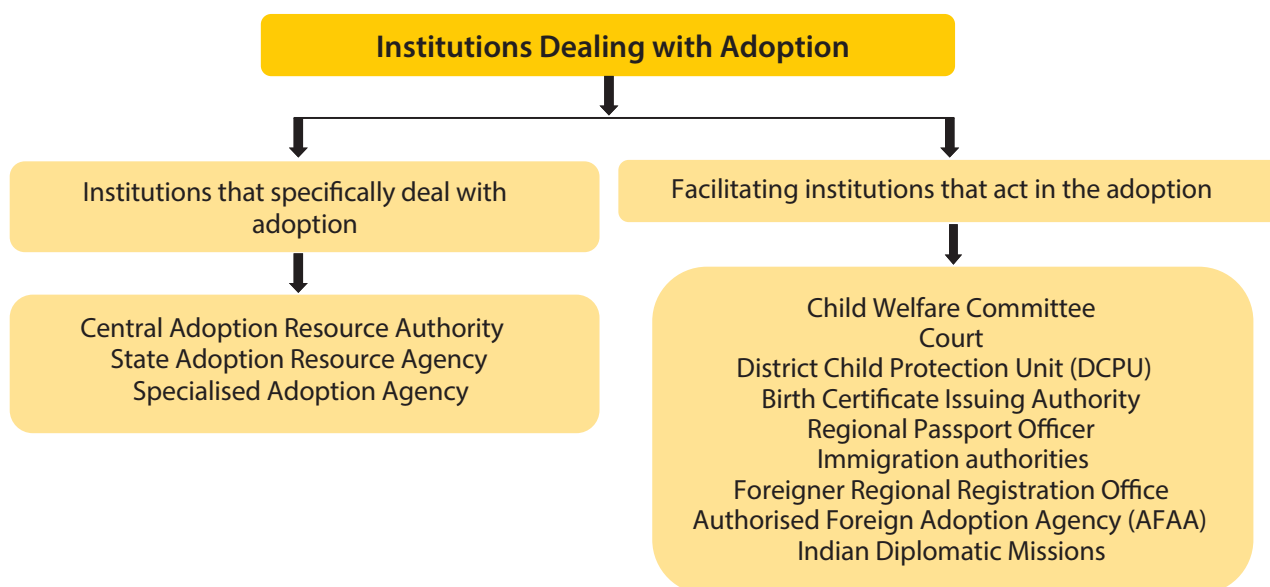 Institutions Dealing with Adoption
Institutions that specifically deal with
adoption
Facilitating institutions that act in the adoption
Central Adoption Resource Authority
State Adoption Resource Agency
Specialised Adoption Agency
Child Welfare Committee
Court
District Child Protection Unit (DCPU)
Birth Certificate Issuing Authority
Regional Passport Officer
Immigration authorities
Foreigner Regional Registration Office
Authorised Foreign Adoption Agency (AFAA)
Indian Diplomatic Missions